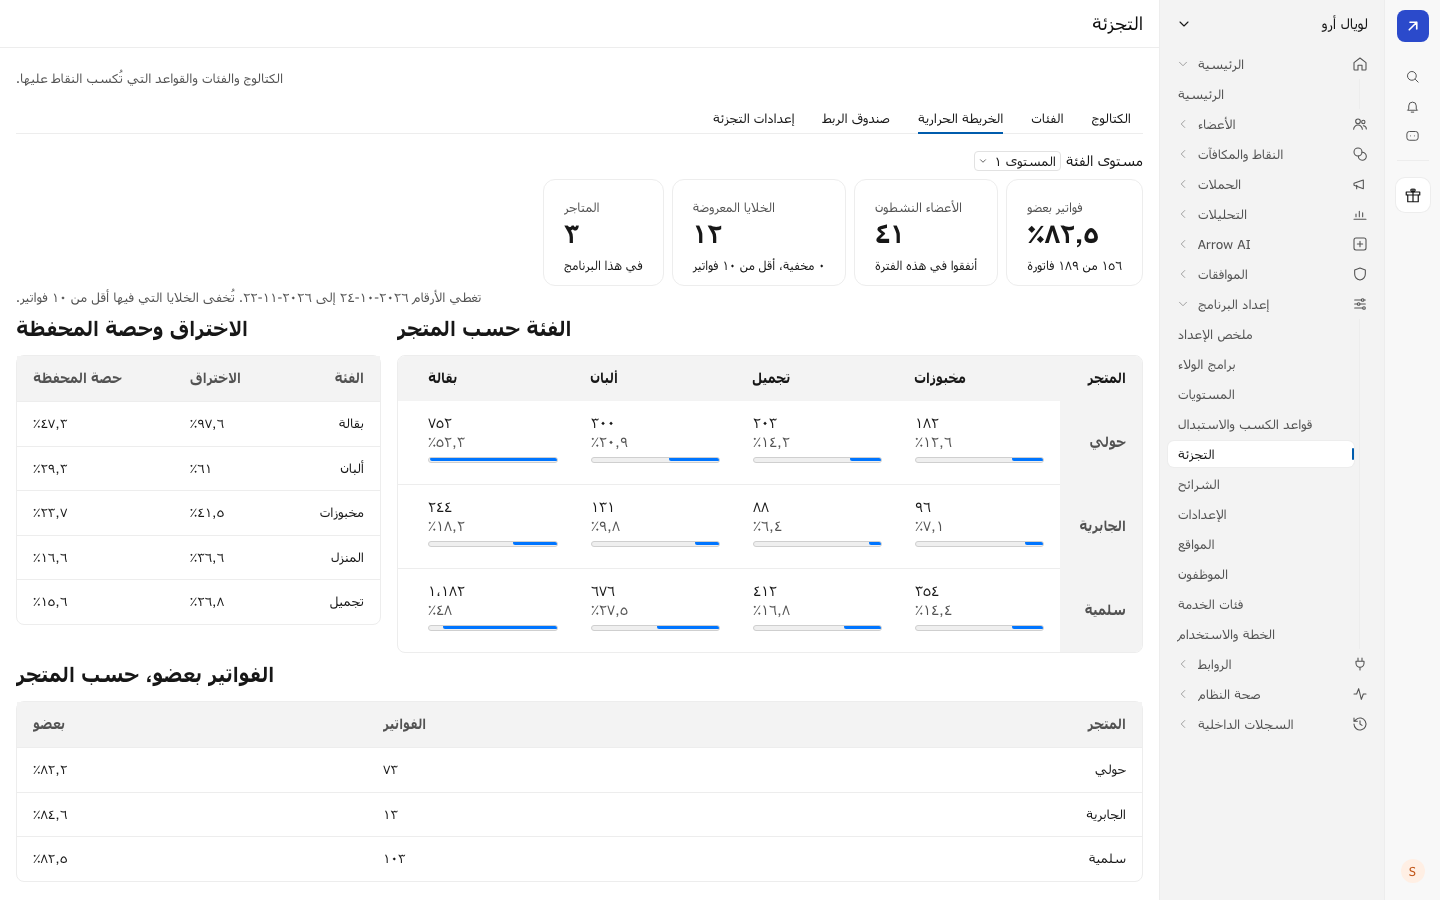 لويال أرو
الرئيسية
الرئيسية
الأعضاء
النقاط والمكافآت
الحملات
التحليلات
Arrow AI
الموافقات
إعداد البرنامج
ملخص الإعداد
برامج الولاء
المستويات
قواعد الكسب والاستبدال
التجزئة
الشرائح
الإعدادات
المواقع
الموظفون
فئات الخدمة
الخطة والاستخدام
الروابط
صحة النظام
السجلات الداخلية
S
التجزئة
الكتالوج والفئات والقواعد التي تُكسب النقاط عليها.
الكتالوج
الفئات
الخريطة الحرارية
صندوق الربط
إعدادات التجزئة
مستوى الفئة المستوى ١
فواتير بعضو
٪٨٢,٥
١٥٦ من ١٨٩ فاتورة
الأعضاء النشطون
٤١
أنفقوا في هذه الفترة
الخلايا المعروضة
١٢
٠ مخفية، أقل من ١٠ فواتير
المتاجر
٣
في هذا البرنامج
تغطي الأرقام ٢٠٢٦-١٠-٢٤ إلى ٢٠٢٦-١١-٢٢. تُخفى الخلايا التي فيها أقل من ١٠ فواتير.
الفئة حسب المتجر
المتجر مخبوزات تجميل ألبان بقالة
حولي ١٨٢ ٢٠٣ ٣٠٠ ٧٥٢
٪١٢,٦ ٪١٤,٢ ٪٢٠,٩ ٪٥٢,٣
الجابرية ٩٦ ٨٨ ١٣١ ٢٤٤
٪٧,١ ٪٦,٤ ٪٩,٨ ٪١٨,٢
سلمية ٣٥٤ ٤١٢ ٦٧٦ ١،١٨٢
٪١٤,٤ ٪١٦,٨ ٪٢٧,٥ ٪٤٨
الاختراق وحصة المحفظة
الفئة الاختراق حصة المحفظة
بقالة ٪٩٧,٦ ٪٤٧,٣
ألبان ٪٦١ ٪٢٩,٣
مخبوزات ٪٤١,٥ ٪٢٣,٧
المنزل ٪٣٦,٦ ٪١٦,٦
تجميل ٪٢٦,٨ ٪١٥,٦
الفواتير بعضو، حسب المتجر
المتجر الفواتير بعضو
حولي ٧٣ ٪٨٢,٢
الجابرية ١٣ ٪٨٤,٦
سلمية ١٠٣ ٪٨٢,٥